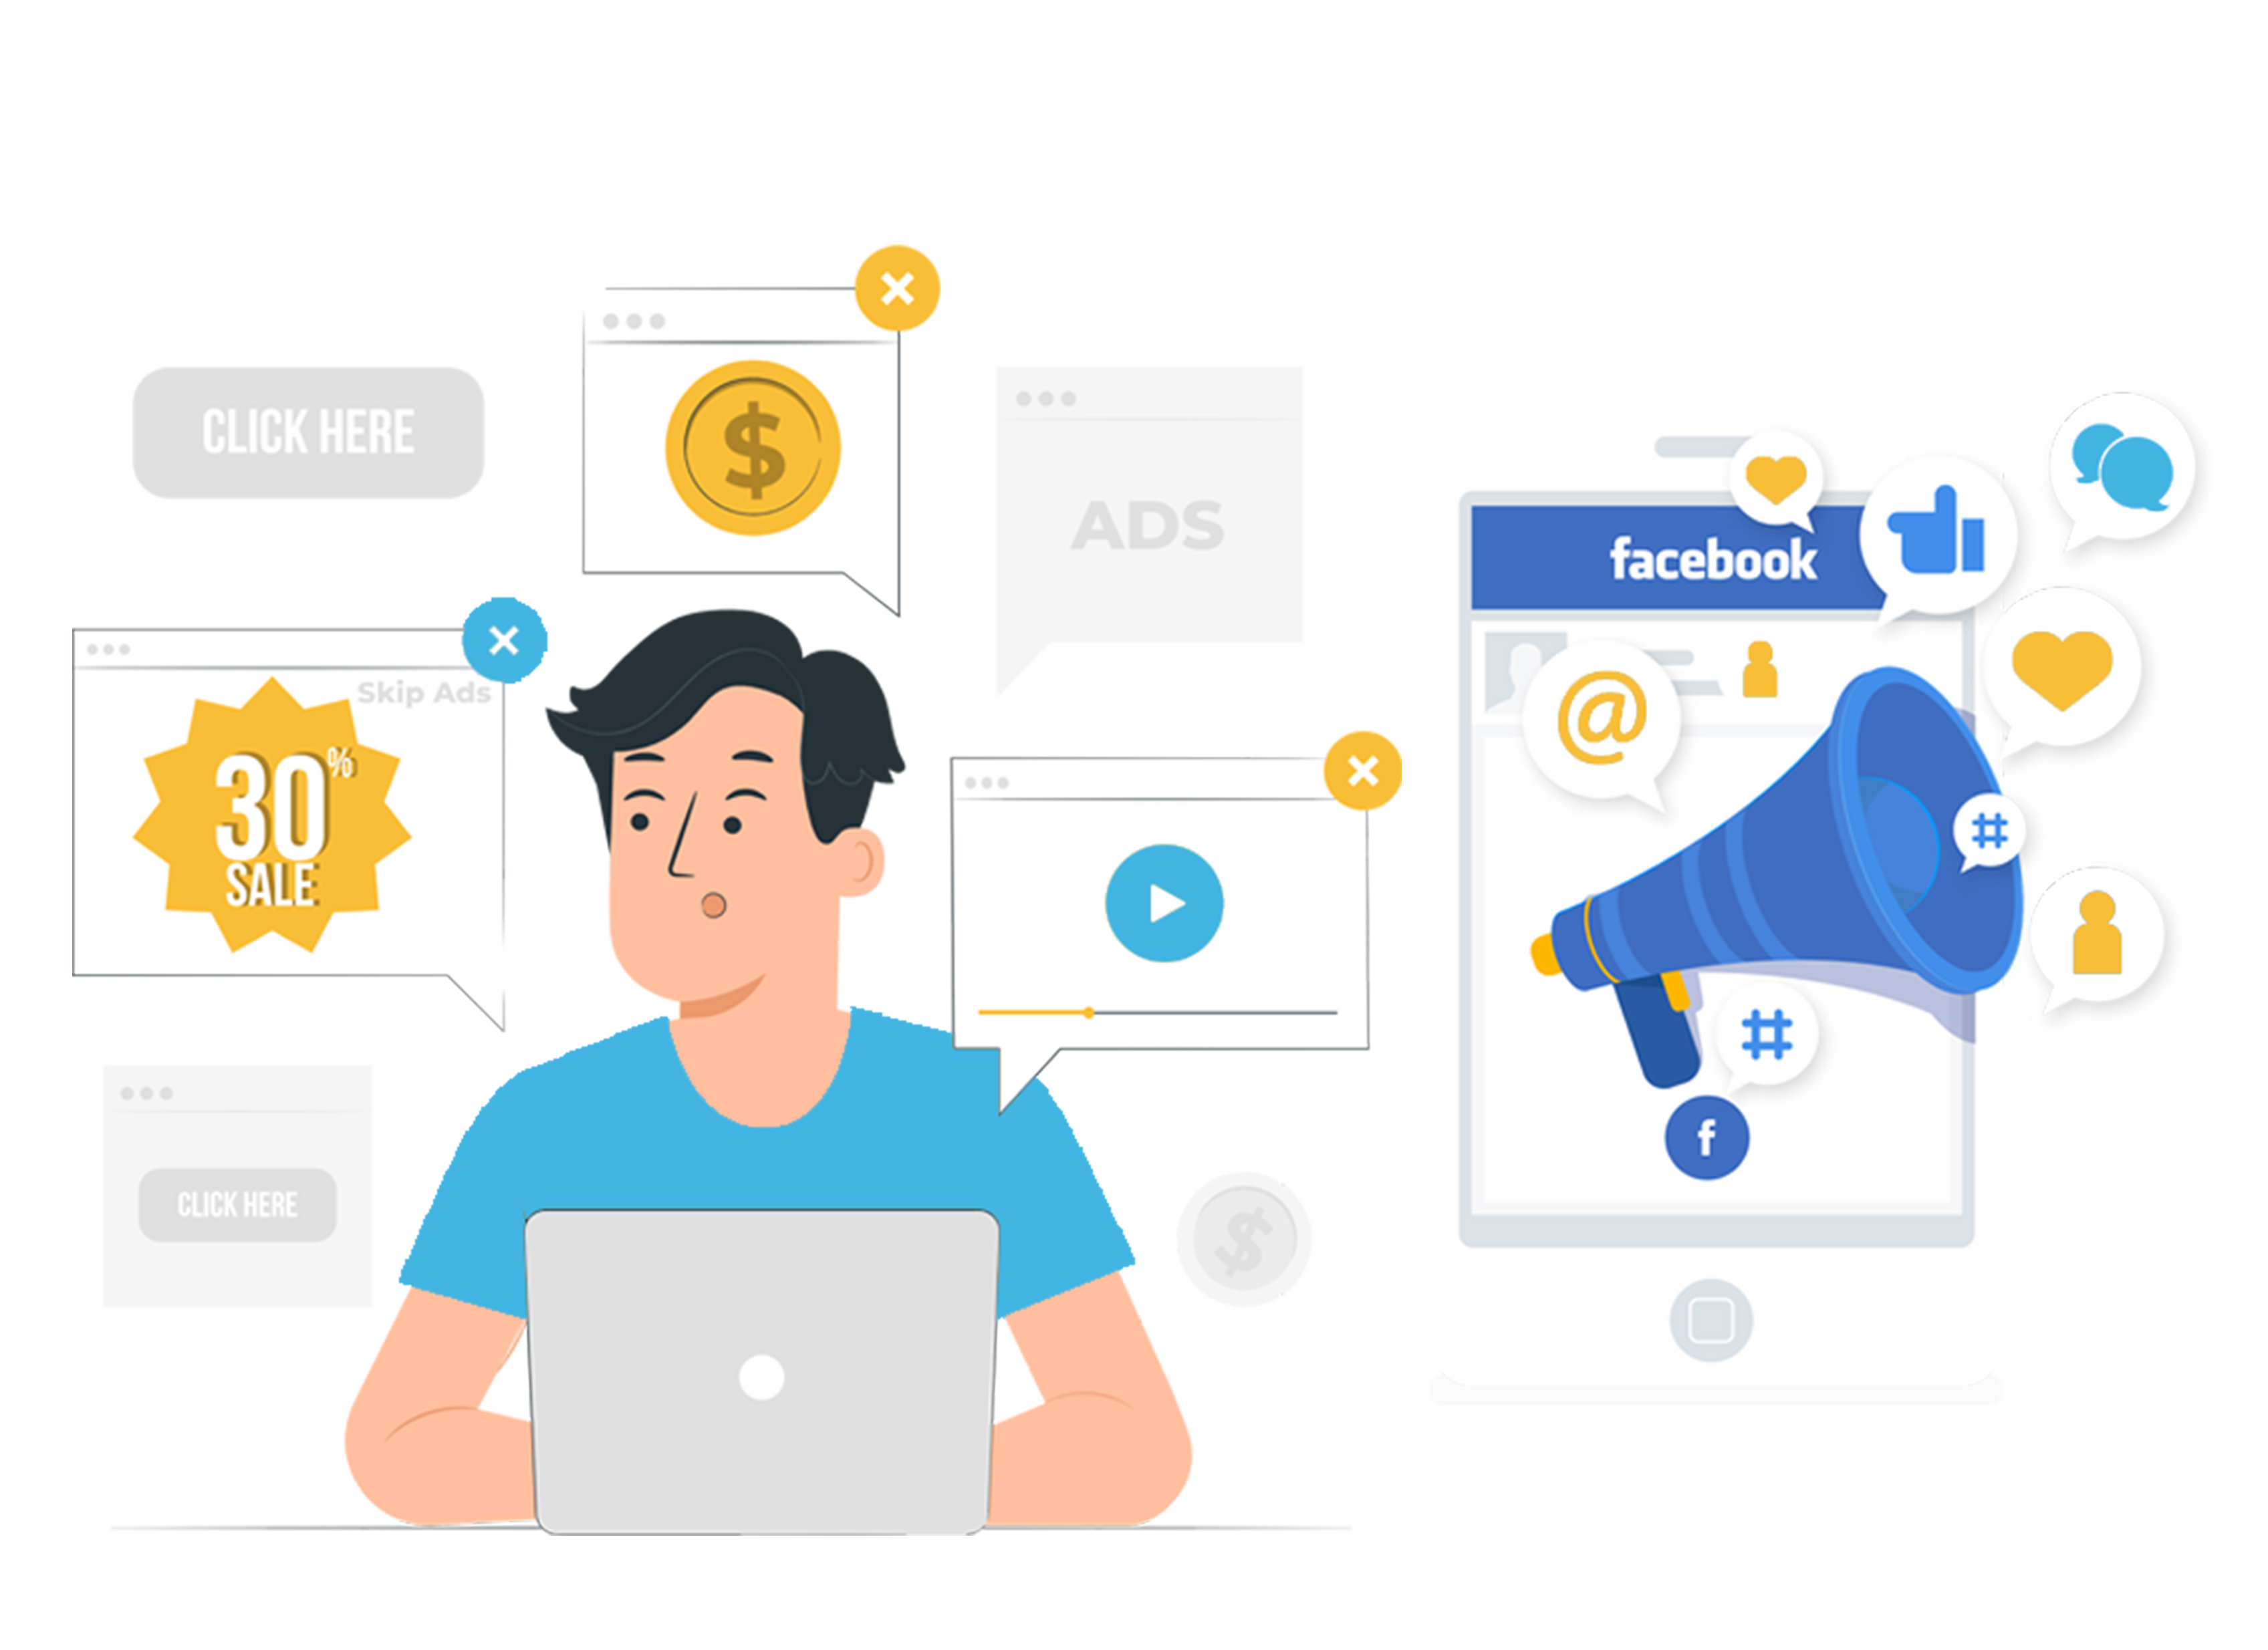 CLICK HERE
$
ADS
facebook
Skip Ads
30%
SALE
@
#
#
f
CLICK HERE
$